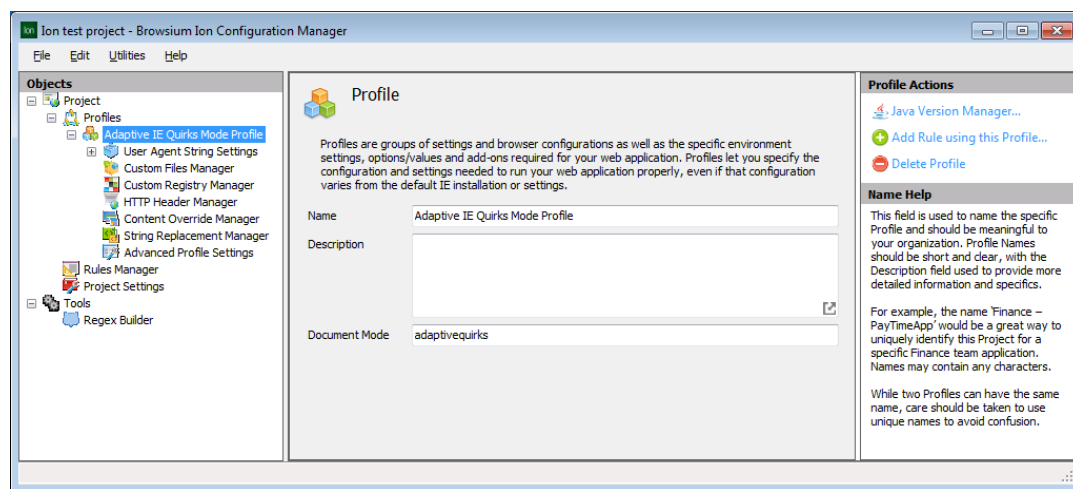 Ion Ion test project - Browsium Ion Configuration Manager
File Edit Utilities Help
Objects
Project
Profiles
Adaptive IE Quirks Mode Profile
User Agent String Settings
Custom Files Manager
Custom Registry Manager
HTTP Header Manager
Content Override Manager
String Replacement Manager
Advanced Profile Settings
Rules Manager
Project Settings
Tools
Regex Builder
Profile
Profiles are groups of settings and browser configurations as well as the specific environment
settings, options/values and add-ons required for your web application. Profiles let you specify the
configuration and settings needed to run your web application properly, even if that configuration
varies from the default IE installation or settings.
Name Adaptive IE Quirks Mode Profile
Description
Document Mode adaptivequirks
Profile Actions
Java Version Manager...
Add Rule using this Profile...
Delete Profile
Name Help
This field is used to name the specific
Profile and should be meaningful to
your organization. Profile Names
should be short and clear, with the
Description field used to provide more
detailed information and specifics.
For example, the name 'Finance –
PayTimeApp' would be a great way to
uniquely identify this Project for a
specific Finance team application.
Names may contain any characters.
While two Profiles can have the same
name, care should be taken to use
unique names to avoid confusion.